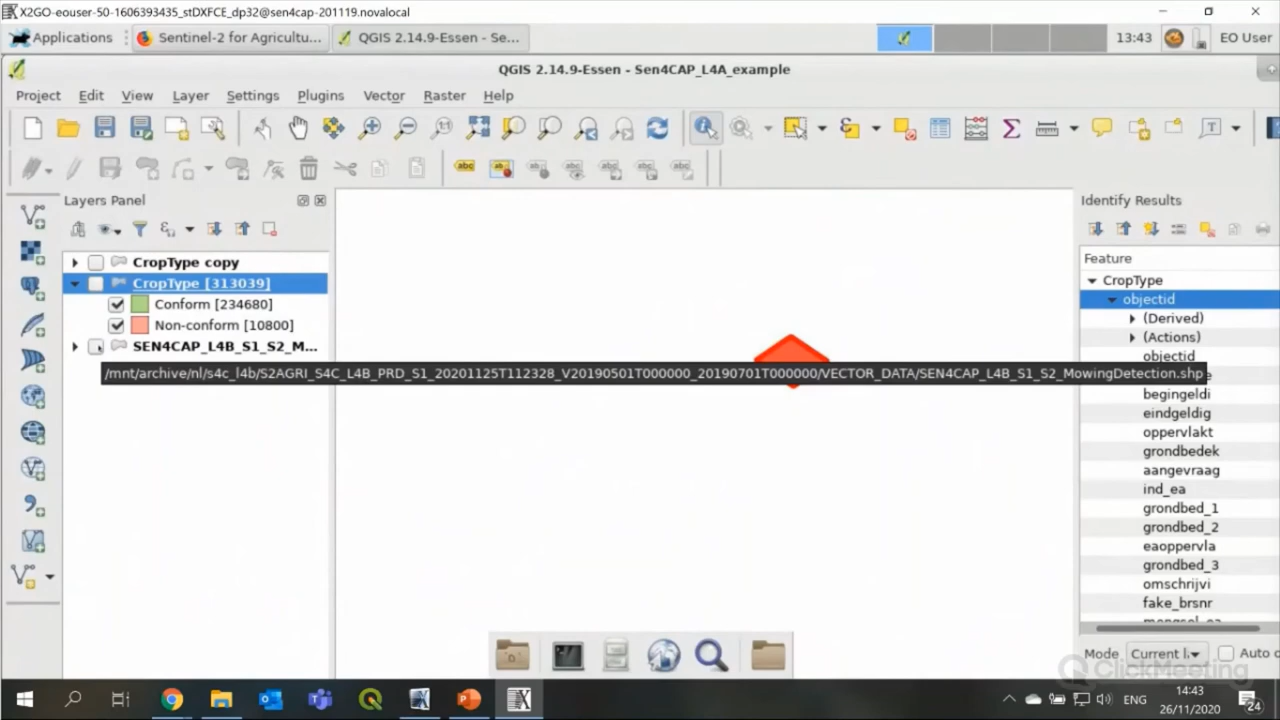 X2GO-eouser-50-1606393435_stDXFCE_dp32@sen4cap-201119.novalocal
Applications
Sentinel-2 for Agricultu...
QGIS 2.14.9-Essen - Se...
13:43
EO User
QGIS 2.14.9-Essen - Sen4CAP_L4A_example
Project Edit View Layer Settings Plugins Vector Raster Help
Layers Panel
CropType copy
CropType [313039]
Conform [234680]
Non-conform [10800]
SEN4CAP_L4B_S1_S2_M...
/mnt/archive/nl/s4c_l4b/S2AGRI_S4C_L4B_PRD_S1_20201125T112328_V20190501T000000_20190701T000000/VECTOR_DATA/SEN4CAP_L4B_S1_S2_MowingDetection.shp
Identify Results
Feature
CropType
objectid
(Derived)
(Actions)
objectid
begingeldi
eindgeldig
oppervlakt
grondbedek
aangevraag
ind_ea
grondbed_1
grondbed_2
eaoppervla
grondbed_3
omschrijvi
fake_brsnr
Mode Current l Auto
ClickMeeting
ENG
14:43
26/11/2020
24